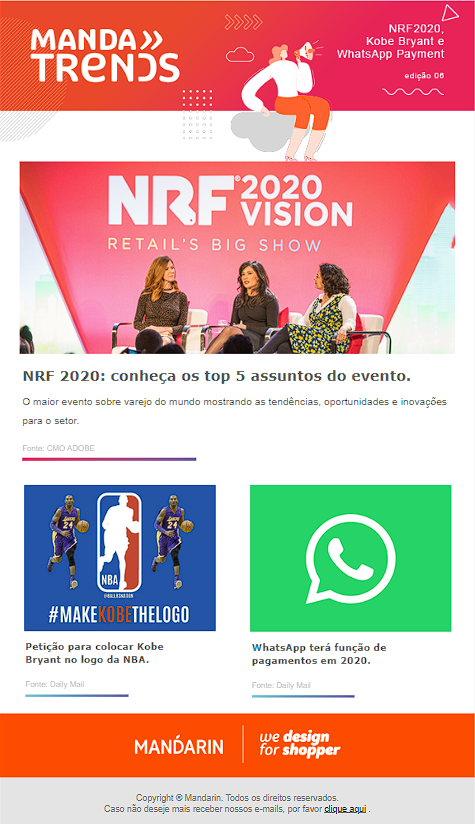 MANDA
TRENDS
NRF2020,
Kobe Bryant e
WhatsApp Payment
edição 06
NRF® 2020
VISION
RETAIL'S BIG SHOW
NRF 2020: conheça os top 5 assuntos do evento.
O maior evento sobre varejo do mundo mostrando as tendências, oportunidades e inovações
para o setor.
Fonte: CMO ADOBE
LAKERS
24
LAKERS
24
NBA
#MAKEKOBETHELOGO
Petição para colocar Kobe
Bryant no logo da NBA.
Fonte: Daily Mail
WhatsApp terá função de
pagamentos em 2020.
Fonte: Daily Mail
MANDARIN
we design
for shopper
Copyright ® Mandarin. Todos os direitos reservados.
Caso não deseje mais receber nossos e-mails, por favor clique aqui .